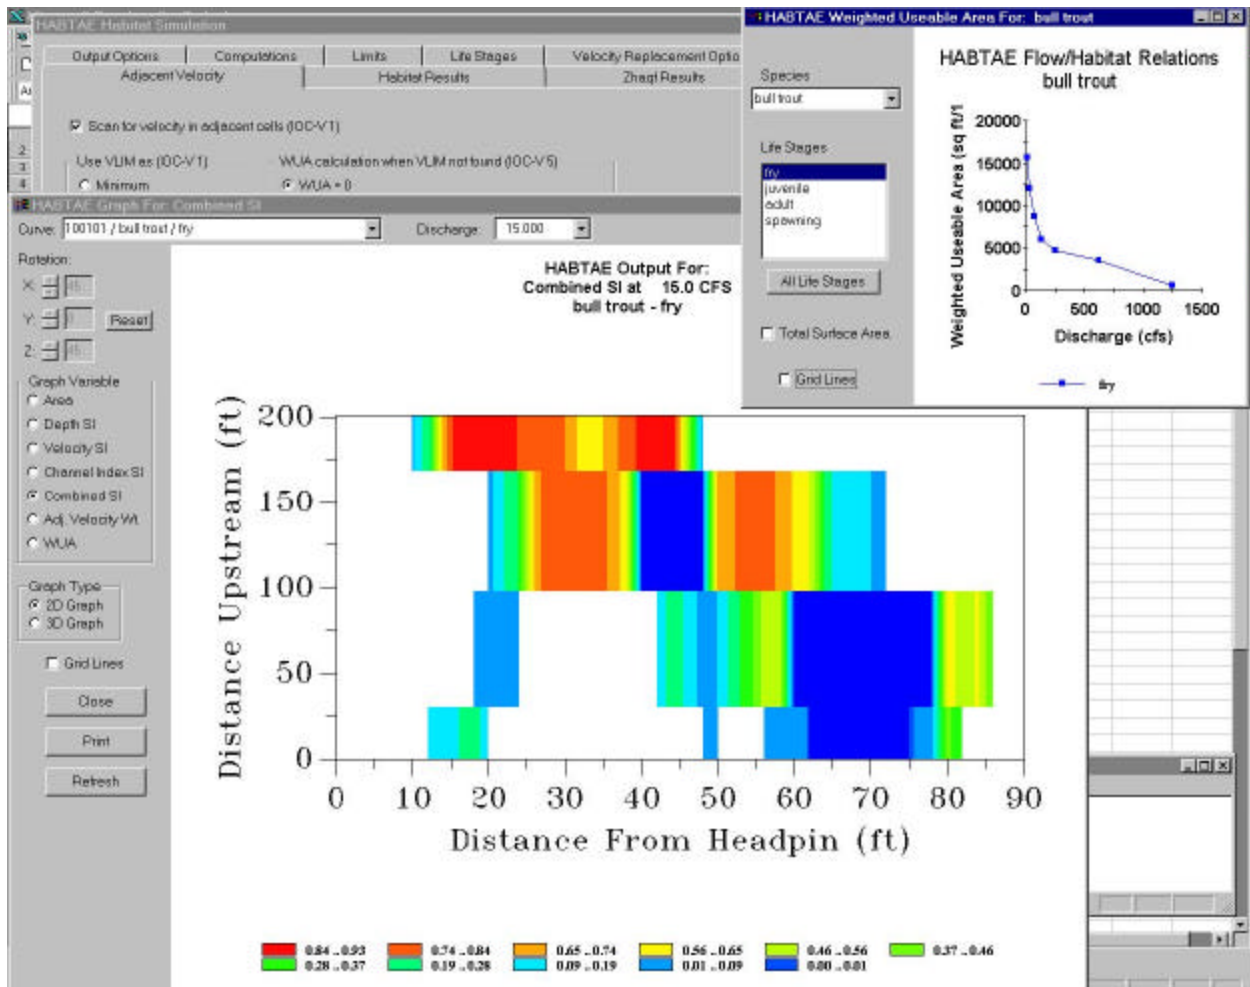 HABTAE Habitat Simulation
Output Options
Computations
Limits
Life Stages
Velocity Replacement Optio
Adjacent Velocity
Habitat Results
Zhaqt Results
Scan for velocity in adjacent cells (IOC-V1)
Use VLIM as (IOC-V1)
WUA calculation when VLIM not found (IOC-V5)
Minimum
WUA = 0
HABTAE Weighted Useable Area For: bull trout
Species
bull trout
Life Stages
fry
juvenile
adult
spawning
All Life Stages
Total Surface Area
Grid Lines
HABTAE Flow/Habitat Relations
bull trout
Weighted Useable Area (sq ft/1
20000
15000
10000
5000
0
0 500 1000 1500
Discharge (cfs)
fry
HABTAE Graph For: Combined SI
Curve: 100101 / bull trout / fry
Discharge: 15.000
Rotation:
X:
Y:
Z:
Reset
Graph Variable
Area
Depth SI
Velocity SI
Channel Index SI
Combined SI
Adj. Velocity Wt.
WUA
Graph Type
2D Graph
3D Graph
Grid Lines
Close
Print
Refresh
HABTAE Output For:
Combined SI at 15.0 CFS
bull trout - fry
Distance Upstream (ft)
200
150
100
50
0
0 10 20 30 40 50 60 70 80 90
Distance From Headpin (ft)
0.84 .. 0.93 0.74 .. 0.84 0.65 .. 0.74 0.56 .. 0.65 0.46 .. 0.56 0.37 .. 0.46
0.28 .. 0.37 0.19 .. 0.28 0.09 .. 0.19 0.01 .. 0.09 0.00 .. 0.01
2
3
4